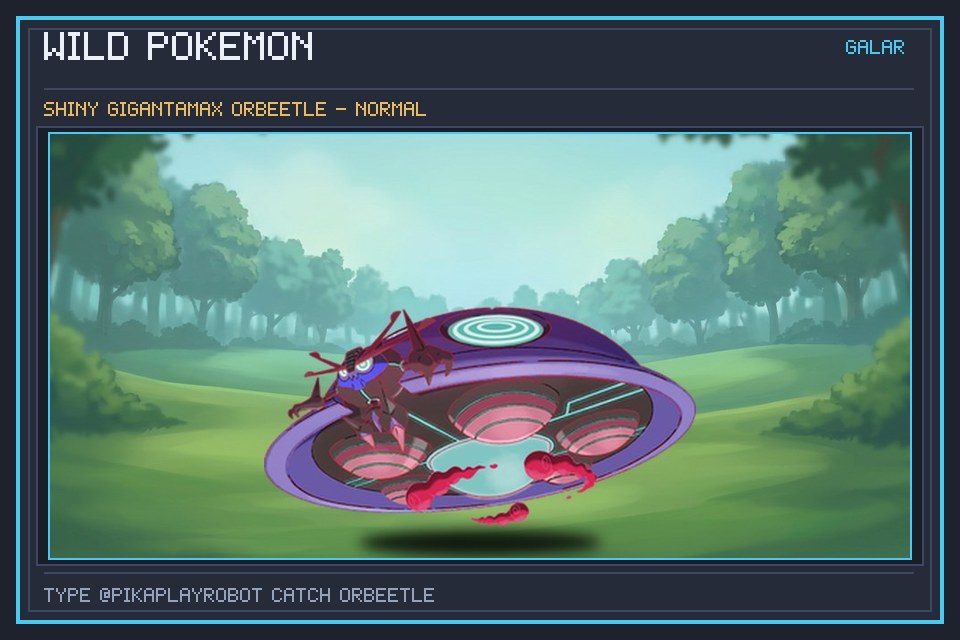 WILD POKEMON
GALAR
SHINY GIGANTAMAX ORBEETLE - NORMAL
TYPE @PIKAPLAYROBOT CATCH ORBEETLE